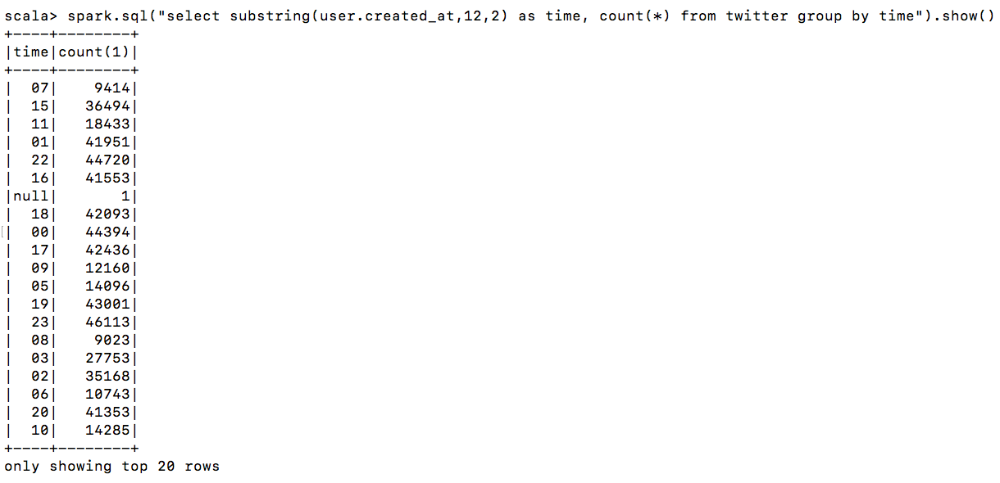 scala> spark.sql("select substring(user.created_at,12,2) as time, count(*) from twitter group by time").show()
+----+--------+
|time|count(1)|
+----+--------+
|  07|    9414|
|  15|   36494|
|  11|   18433|
|  01|   41951|
|  22|   44720|
|  16|   41553|
|null|       1|
|  18|   42093|
|  00|   44394|
|  17|   42436|
|  09|   12160|
|  05|   14096|
|  19|   43001|
|  23|   46113|
|  08|    9023|
|  03|   27753|
|  02|   35168|
|  06|   10743|
|  20|   41353|
|  10|   14285|
+----+--------+
only showing top 20 rows